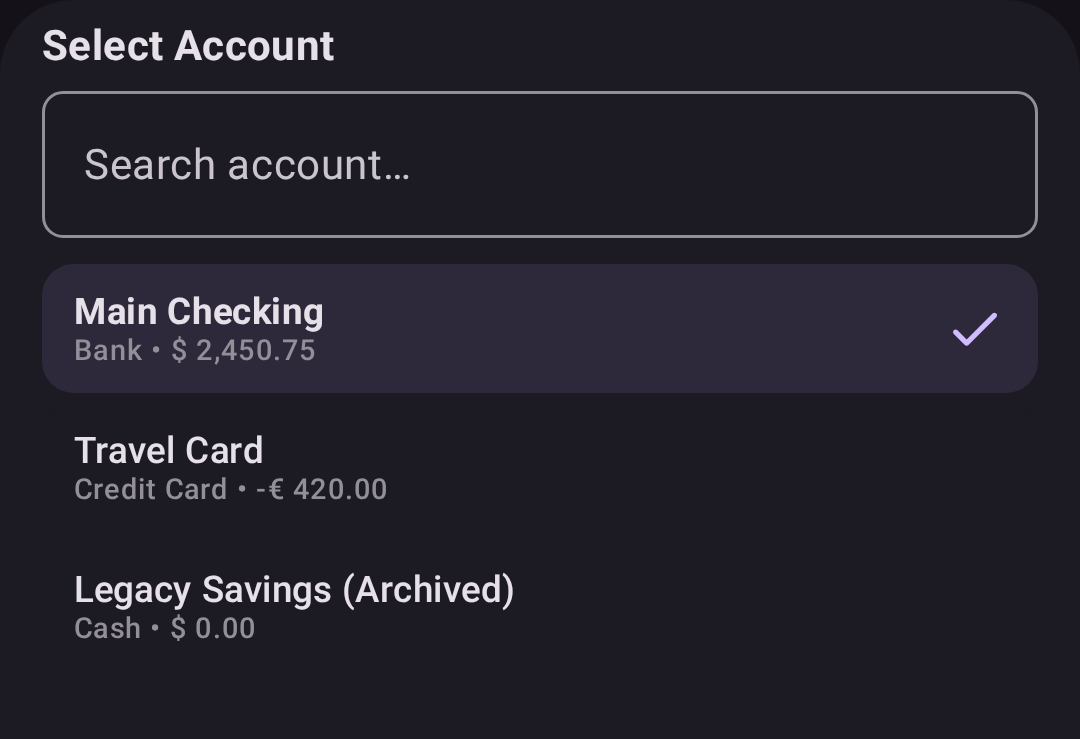 Select Account
Search account…
Main Checking
Bank • $ 2,450.75
Travel Card
Credit Card • -€ 420.00
Legacy Savings (Archived)
Cash • $ 0.00